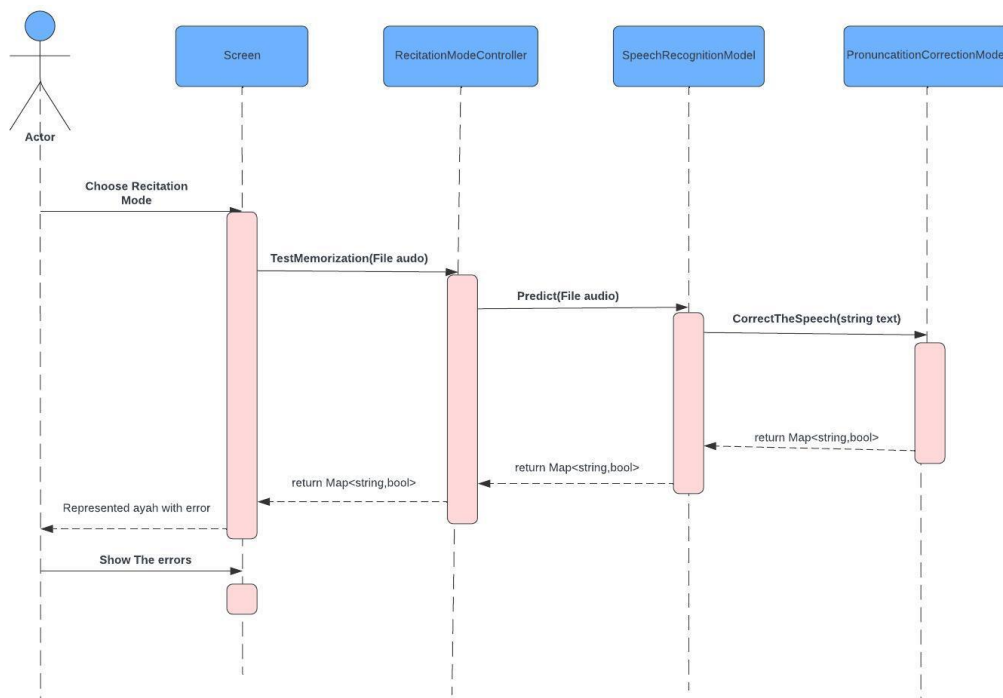 Screen
RecitationModeController
SpeechRecognitionModel
PronuncatitionCorrectionMode
Actor
Choose Recitation
Mode
TestMemorization(File audo)
Predict(File audio)
CorrectTheSpeech(string text)
return Map<string,bool>
return Map<string,bool>
return Map<string,bool>
Represented ayah with error
Show The errors